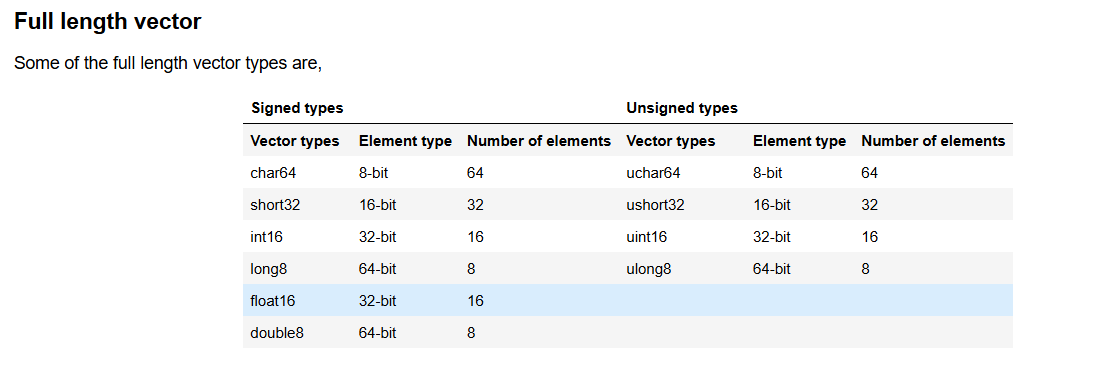 Full length vector
Some of the full length vector types are,
Signed types Unsigned types
Vector types Element type Number of elements Vector types Element type Number of elements
char64 8-bit 64 uchar64 8-bit 64
short32 16-bit 32 ushort32 16-bit 32
int16 32-bit 16 uint16 32-bit 16
long8 64-bit 8 ulong8 64-bit 8
float16 32-bit 16
double8 64-bit 8